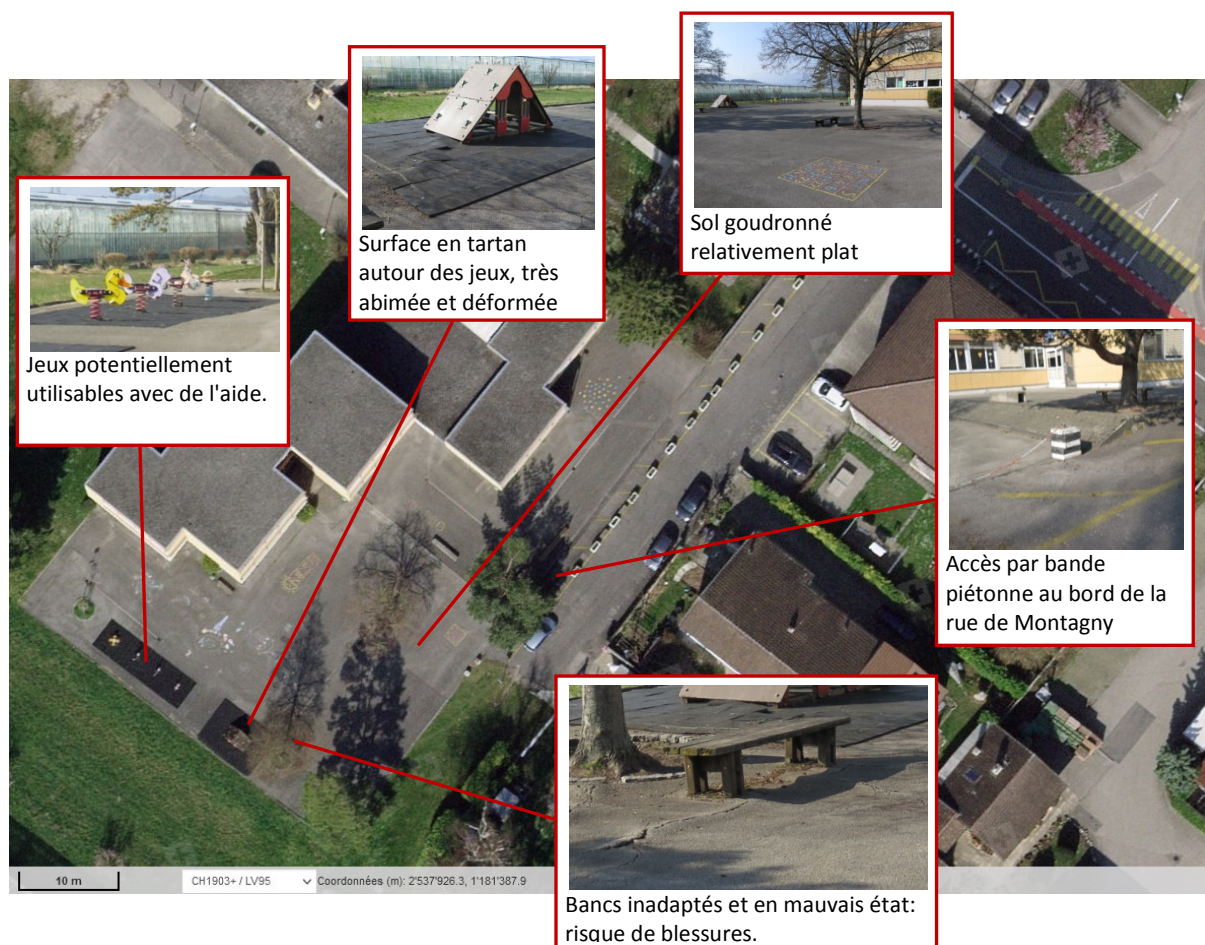 Surface en tartan
autour des jeux, très
abimée et déformée
Sol goudronné
relativement plat
Jeux potentiellement
utilisables avec de l'aide.
Accès par bande
piétonne au bord de la
rue de Montagny
Bancs inadaptés et en mauvais état:
risque de blessures.
10 m
CH1903+ / LV95
Coordonnées (m): 2'537'926.3, 1'181'387.9